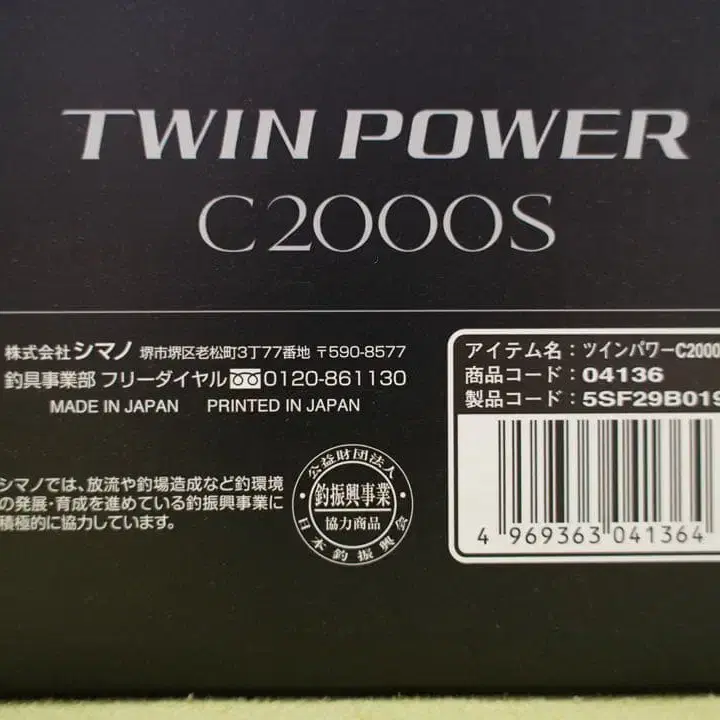 TWIN POWER
C2000S
株式会社 シマノ 堺市堺区老松町3丁77番地 〒590-8577
釣具事業部 フリーダイヤル 0120-861130
MADE IN JAPAN PRINTED IN JAPAN
シマノでは、放流や釣場造成など釣環境
の発展・育成を進めている釣振興事業に
積極的に協力しています。
公益財団法人
釣振興事業
協力商品
日本釣振興会
アイテム名：ツインパワーC2000
商品コード：04136
製品コード：5SF29B019
4 969363 041364